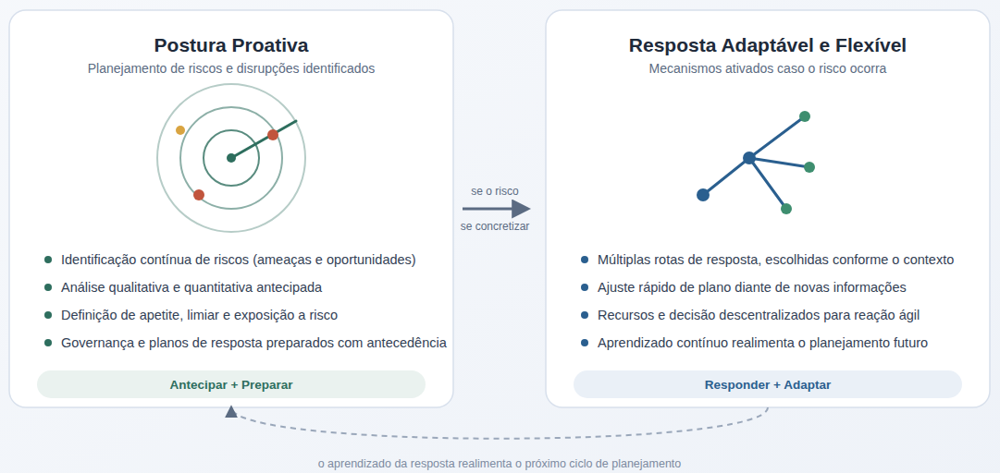 Postura Proativa
Planejamento de riscos e disrupções identificados
Identificação contínua de riscos (ameaças e oportunidades)
Análise qualitativa e quantitativa antecipada
Definição de apetite, limiar e exposição a risco
Governança e planos de resposta preparados com antecedência
Antecipar + Preparar
se o risco
se concretizar
Resposta Adaptável e Flexível
Mecanismos ativados caso o risco ocorra
Múltiplas rotas de resposta, escolhidas conforme o contexto
Ajuste rápido de plano diante de novas informações
Recursos e decisão descentralizados para reação ágil
Aprendizado contínuo realimenta o planejamento futuro
Responder + Adaptar
o aprendizado da resposta realimenta o próximo ciclo de planejamento